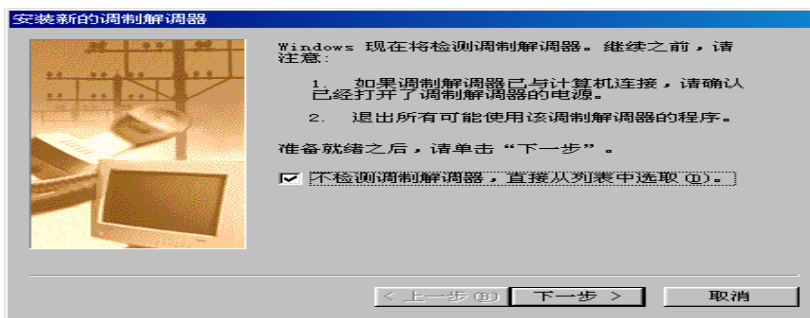 安装新的调制解调器
Windows 现在将检测调制解调器。继续之前，请
注意:
1. 如果调制解调器已与计算机连接，请确认
已经打开了调制解调器的电源。
2. 退出所有可能使用该调制解调器的程序。
准备就绪之后，请单击“下一步”。
不检测调制解调器，直接从列表中选取(D)。
< 上一步(B) 下一步 > 取消